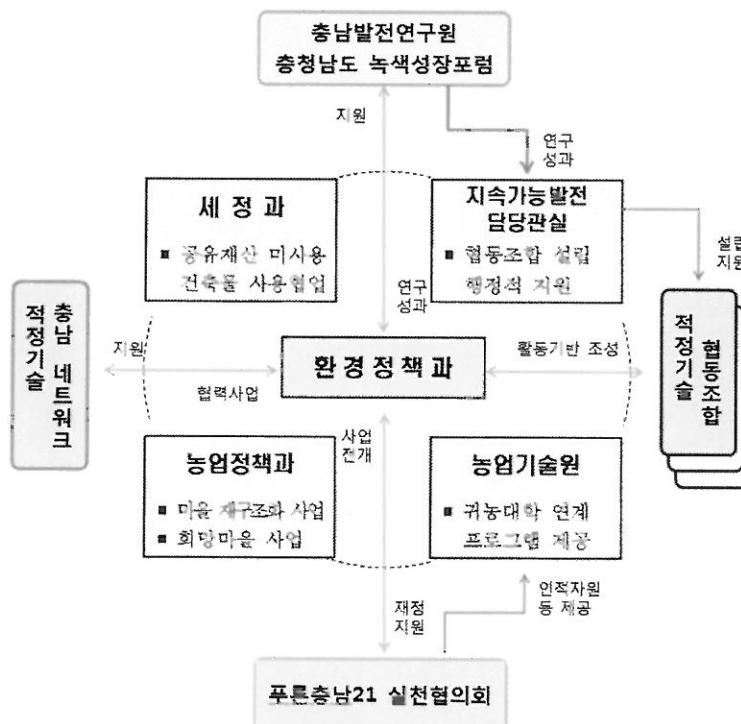 충남발전연구원
충청남도 녹색성장포럼
지원
연구
성과
세정과
■ 공유재산 미사용
건축물 사용협업
지속가능발전
담당관실
■ 협동조합 설립
행정적 지원
설립
지원
충남 네트워크
적정기술
지원
협력사업
연구
성과
환경정책과
활동기반 조성
적정기술
협동조합
농업정책과
■ 마을 재구조화 사업
■ 희망마을 사업
사업
전개
농업기술원
■ 귀농대학 연계
프로그램 제공
재정
지원
인적자원
등 제공
푸른충남21 실천협의회